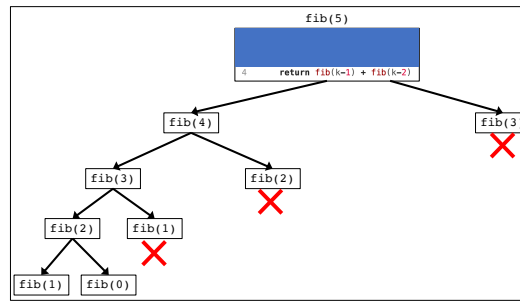 fib(5)
4 return fib(k-1) + fib(k-2)
fib(4)
fib(3)
fib(3)
fib(2)
fib(2)
fib(1)
fib(1)
fib(0)